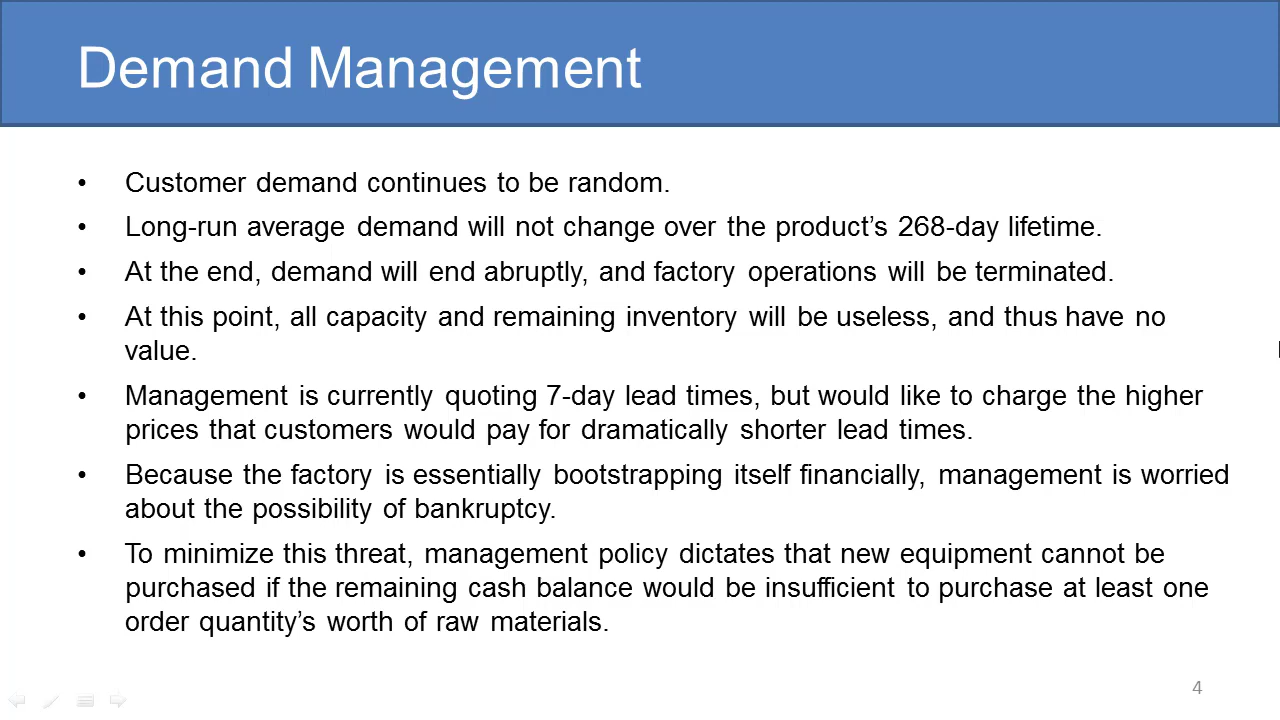 Demand Management
• Customer demand continues to be random.
• Long-run average demand will not change over the product’s 268-day lifetime.
• At the end, demand will end abruptly, and factory operations will be terminated.
• At this point, all capacity and remaining inventory will be useless, and thus have no
value.
• Management is currently quoting 7-day lead times, but would like to charge the higher
prices that customers would pay for dramatically shorter lead times.
• Because the factory is essentially bootstrapping itself financially, management is worried
about the possibility of bankruptcy.
• To minimize this threat, management policy dictates that new equipment cannot be
purchased if the remaining cash balance would be insufficient to purchase at least one
order quantity’s worth of raw materials.
4